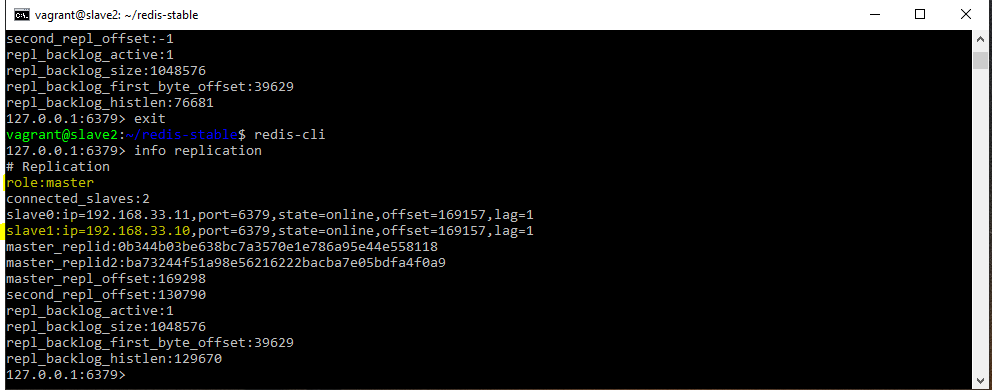 vagrant@slave2: ~/redis-stable
second_repl_offset:-1
repl_backlog_active:1
repl_backlog_size:1048576
repl_backlog_first_byte_offset:39629
repl_backlog_histlen:76681
127.0.0.1:6379> exit
vagrant@slave2:~/redis-stable$ redis-cli
127.0.0.1:6379> info replication
# Replication
role:master
connected_slaves:2
slave0:ip=192.168.33.11,port=6379,state=online,offset=169157,lag=1
slave1:ip=192.168.33.10,port=6379,state=online,offset=169157,lag=1
master_replid:0b344b03be638bc7a3570e1e786a95e44e558118
master_replid2:ba73244f51a98e56216222bacba7e05bdfa4f0a9
master_repl_offset:169298
second_repl_offset:130790
repl_backlog_active:1
repl_backlog_size:1048576
repl_backlog_first_byte_offset:39629
repl_backlog_histlen:129670
127.0.0.1:6379>